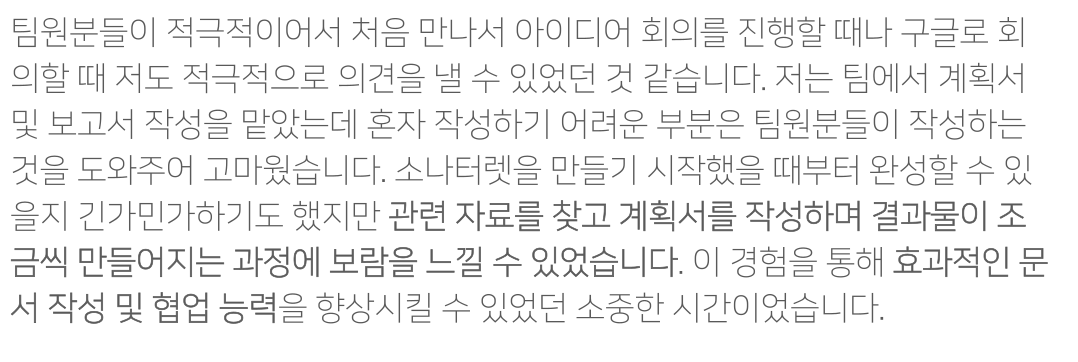 팀원분들이 적극적이어서 처음 만나서 아이디어 회의를 진행할 때나 구글로 회
의할 때 저도 적극적으로 의견을 낼 수 있었던 것 같습니다. 저는 팀에서 계획서
및 보고서 작성을 맡았는데 혼자 작성하기 어려운 부분은 팀원분들이 작성하는
것을 도와주어 고마웠습니다. 소나터렛을 만들기 시작했을 때부터 완성할 수 있
을지 긴가민가하기도 했지만 관련 자료를 찾고 계획서를 작성하며 결과물이 조
금씩 만들어지는 과정에 보람을 느낄 수 있었습니다. 이 경험을 통해 효과적인 문
서 작성 및 협업 능력을 향상시킬 수 있었던 소중한 시간이었습니다.